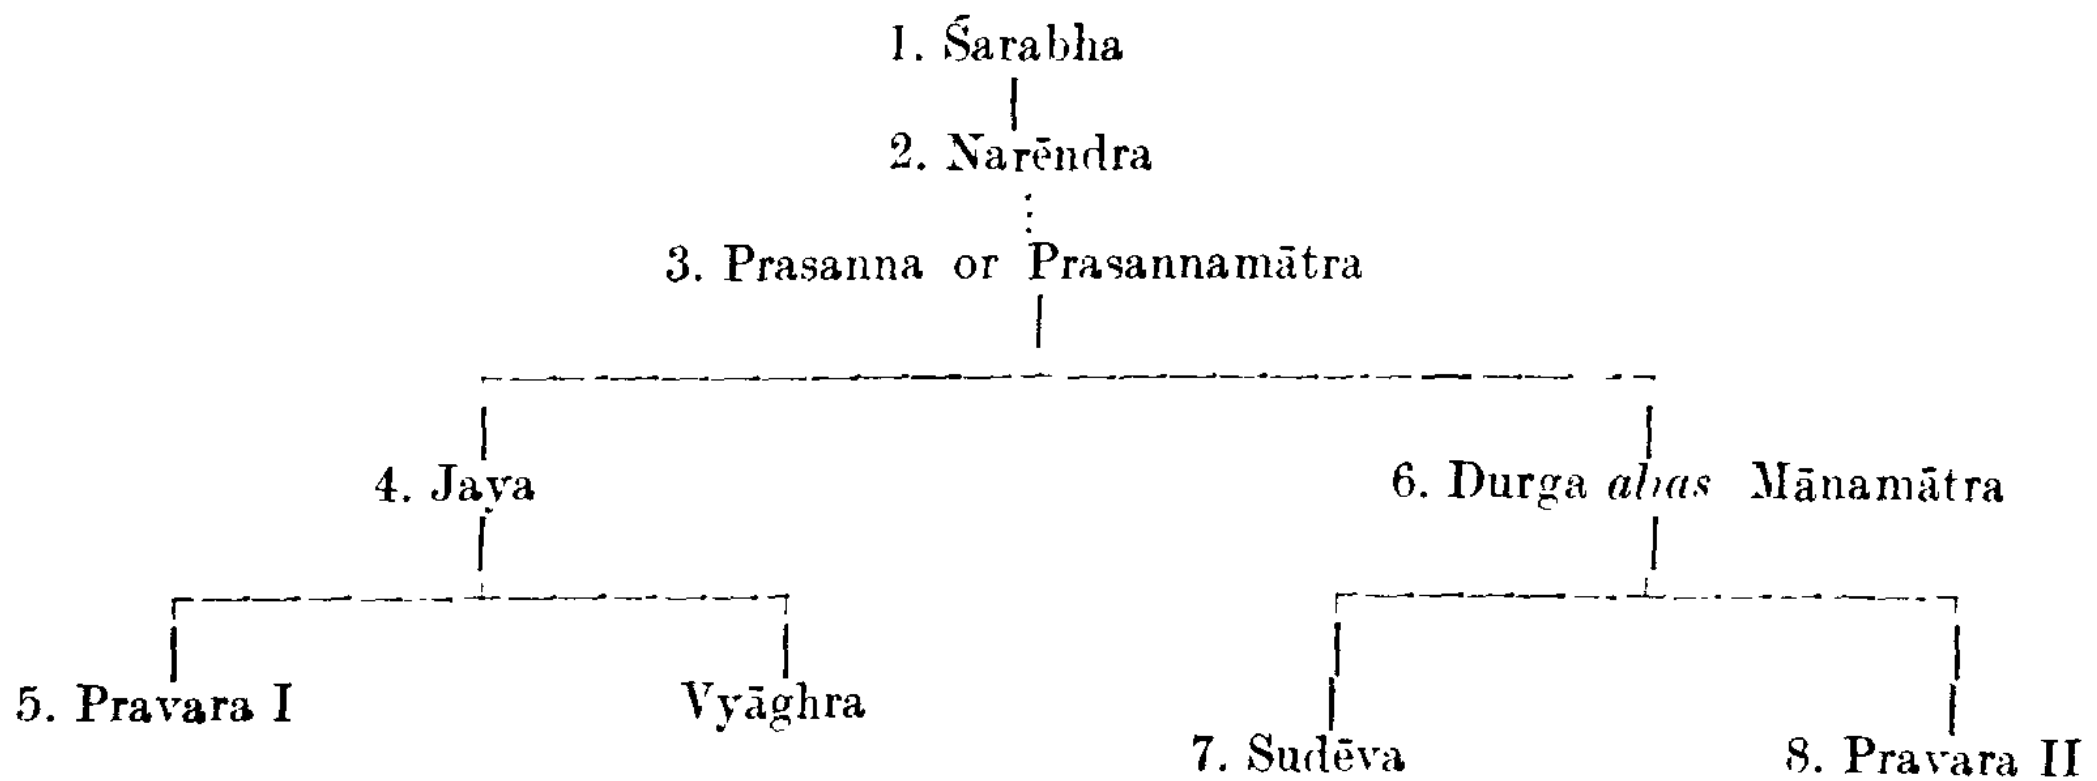 1. Śarabha
2. Narēndra
3. Prasanna or Prasannamātra
4. Jaya
6. Durga alias Mānamātra
5. Pravara I
Vyāghra
7. Sudēva
8. Pravara II